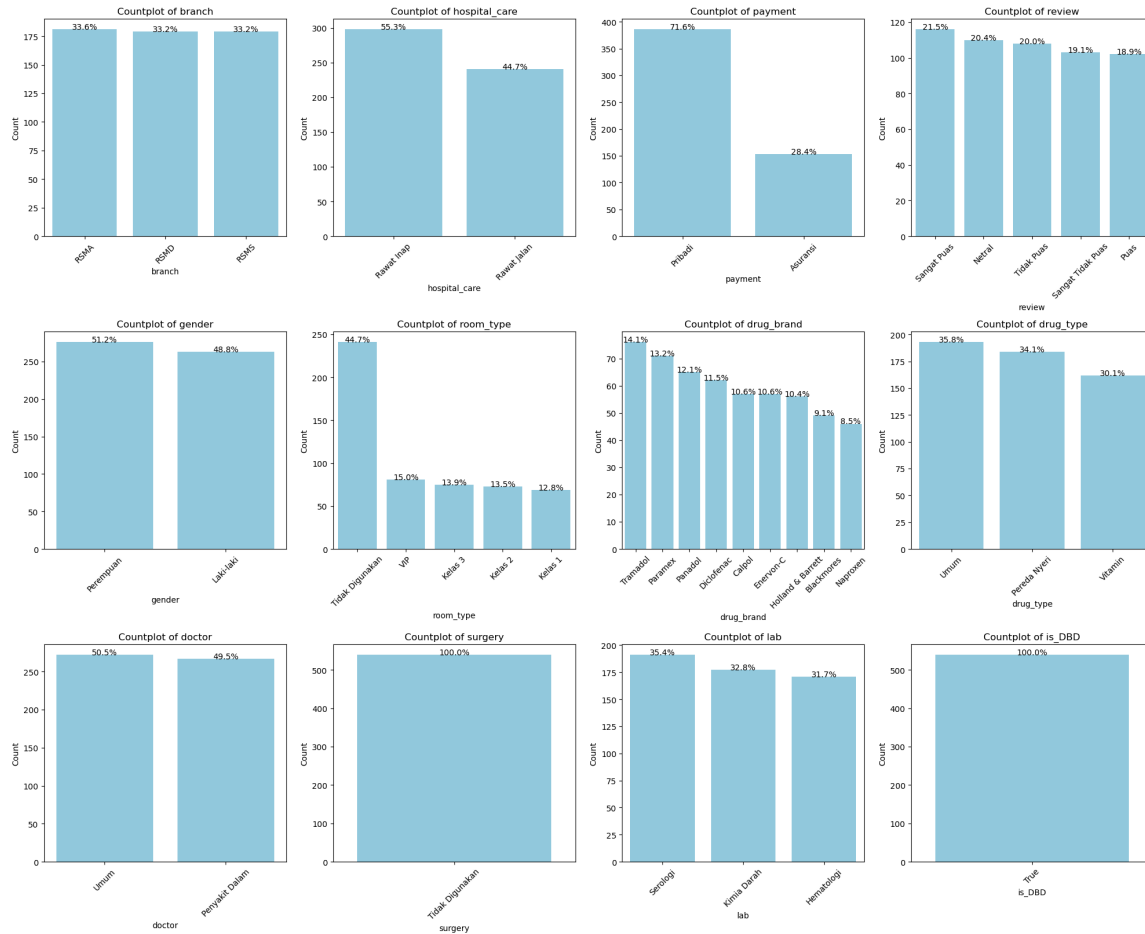 Countplot of branch
33.6%
33.2%
33.2%
175
150
125
100
75
50
25
0
Count
RSMA
RSMD
RSMS
branch
Countplot of hospital_care
55.3%
44.7%
300
250
200
150
100
50
0
Count
Rawat Inap
Rawat Jalan
hospital_care
Countplot of payment
71.6%
28.4%
400
350
300
250
200
150
100
50
0
Count
Pribadi
Asuransi
payment
Countplot of review
21.5%
20.4%
20.0%
19.1%
18.9%
120
100
80
60
40
20
0
Count
Sangat Puas
Netral
Tidak Puas
Sangat Tidak Puas
Puas
review
Countplot of gender
51.2%
48.8%
250
200
150
100
50
0
Count
Perempuan
Laki-laki
gender
Countplot of room_type
44.7%
15.0%
13.9%
13.5%
12.8%
250
200
150
100
50
0
Count
Tidak Digunakan
VIP
Kelas 3
Kelas 2
Kelas 1
room_type
Countplot of drug_brand
14.1%
13.2%
12.1%
11.5%
10.6%
10.6%
10.4%
9.1%
8.5%
70
60
50
40
30
20
10
0
Count
Tramadol
Paramex
Panadol
Diclofenac
Calpol
Enervon-C
Holland & Barrett
Blackmores
Naproxen
drug_brand
Countplot of drug_type
35.8%
34.1%
30.1%
200
175
150
125
100
75
50
25
0
Count
Umum
Pereda Nyeri
Vitamin
drug_type
Countplot of doctor
50.5%
49.5%
250
200
150
100
50
0
Count
Umum
Penyakit Dalam
doctor
Countplot of surgery
100.0%
500
400
300
200
100
0
Count
Tidak Digunakan
surgery
Countplot of lab
35.4%
32.8%
31.7%
200
175
150
125
100
75
50
25
0
Count
Serologi
Kimia Darah
Hematologi
lab
Countplot of is_DBD
100.0%
500
400
300
200
100
0
Count
True
is_DBD